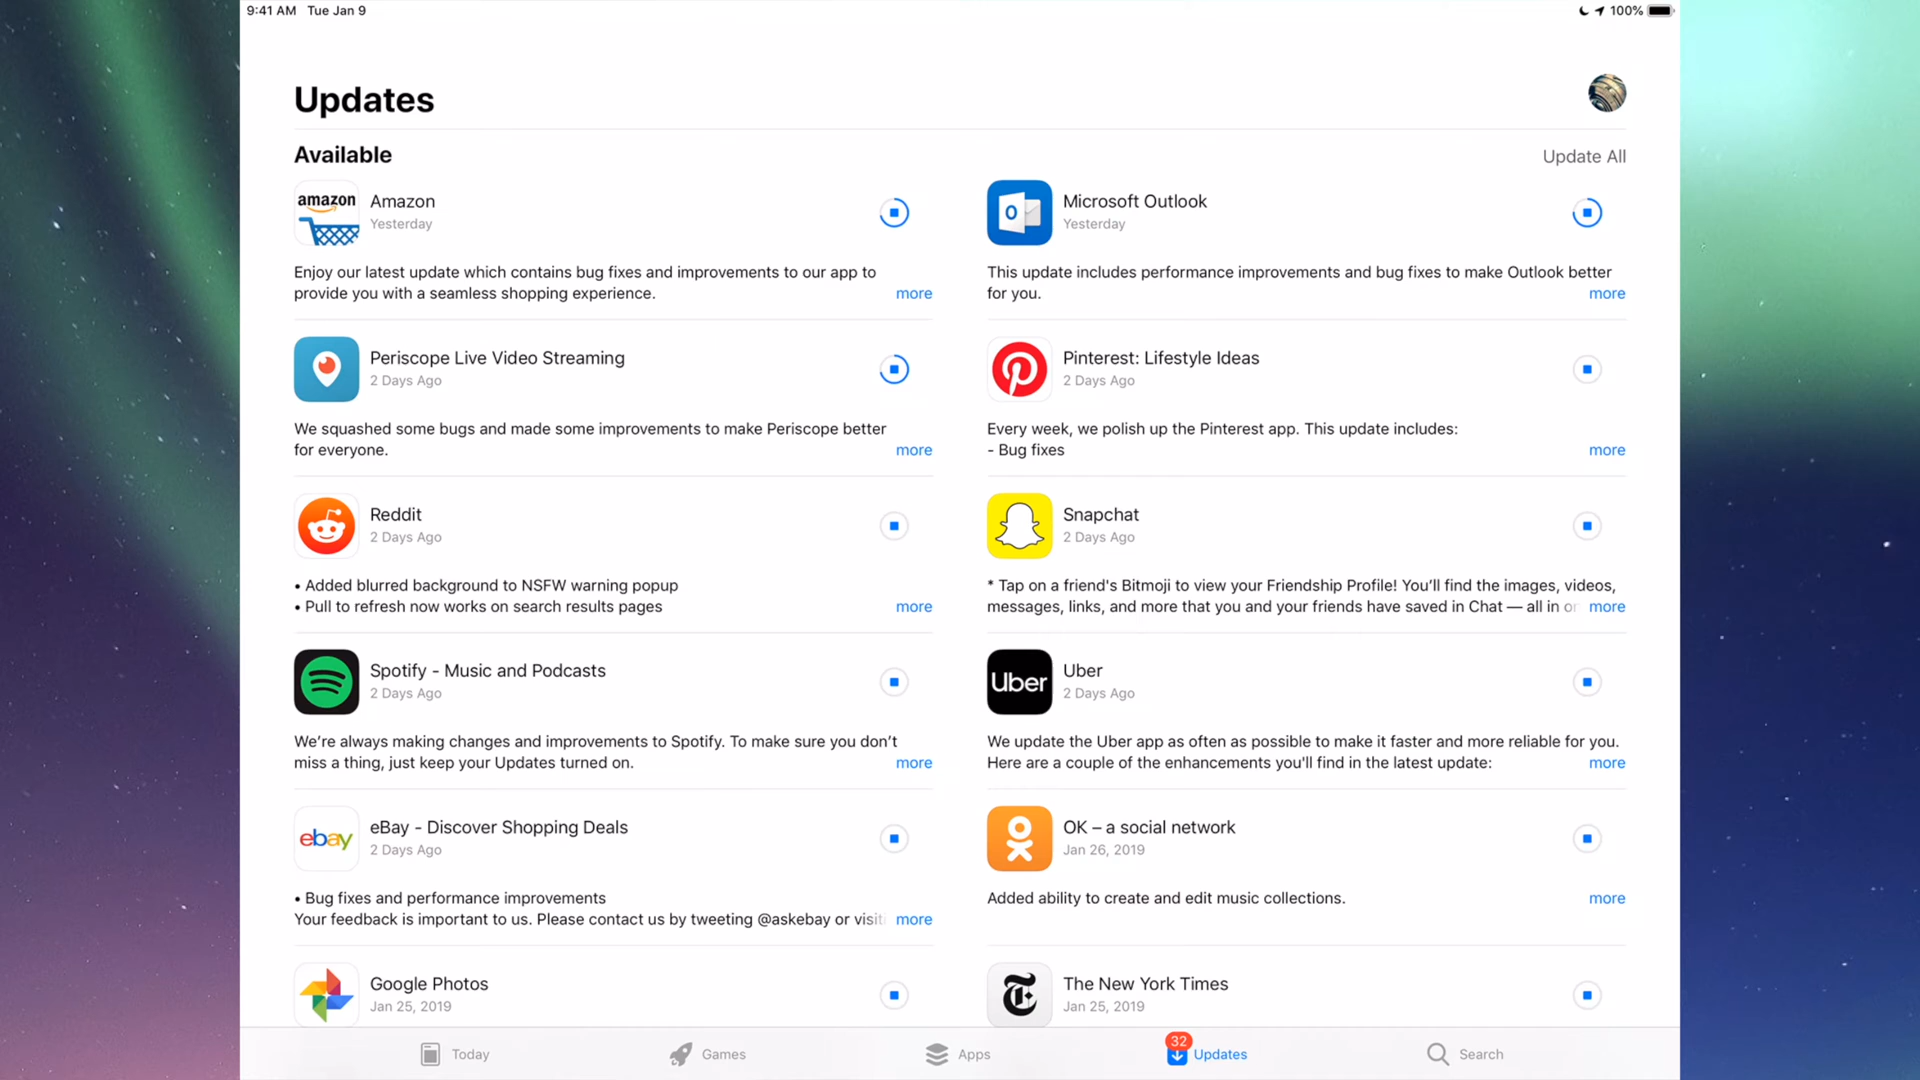 9:41 AM Tue Jan 9
100%
Updates
Available
Update All
amazon
Amazon
Yesterday
Enjoy our latest update which contains bug fixes and improvements to our app to
provide you with a seamless shopping experience.
more
Microsoft Outlook
Yesterday
This update includes performance improvements and bug fixes to make Outlook better
for you.
more
Periscope Live Video Streaming
2 Days Ago
We squashed some bugs and made some improvements to make Periscope better
for everyone.
more
Pinterest: Lifestyle Ideas
2 Days Ago
Every week, we polish up the Pinterest app. This update includes:
- Bug fixes
more
Reddit
2 Days Ago
• Added blurred background to NSFW warning popup
• Pull to refresh now works on search results pages
more
Snapchat
2 Days Ago
* Tap on a friend's Bitmoji to view your Friendship Profile! You’ll find the images, videos,
messages, links, and more that you and your friends have saved in Chat — all in or
more
Spotify - Music and Podcasts
2 Days Ago
We’re always making changes and improvements to Spotify. To make sure you don’t
miss a thing, just keep your Updates turned on.
more
Uber
Uber
2 Days Ago
We update the Uber app as often as possible to make it faster and more reliable for you.
Here are a couple of the enhancements you'll find in the latest update:
more
ebay
eBay - Discover Shopping Deals
2 Days Ago
• Bug fixes and performance improvements
Your feedback is important to us. Please contact us by tweeting @askebay or visiti
more
OK – a social network
Jan 26, 2019
Added ability to create and edit music collections.
more
Google Photos
Jan 25, 2019
The New York Times
Jan 25, 2019
Today
Games
Apps
32
Updates
Search